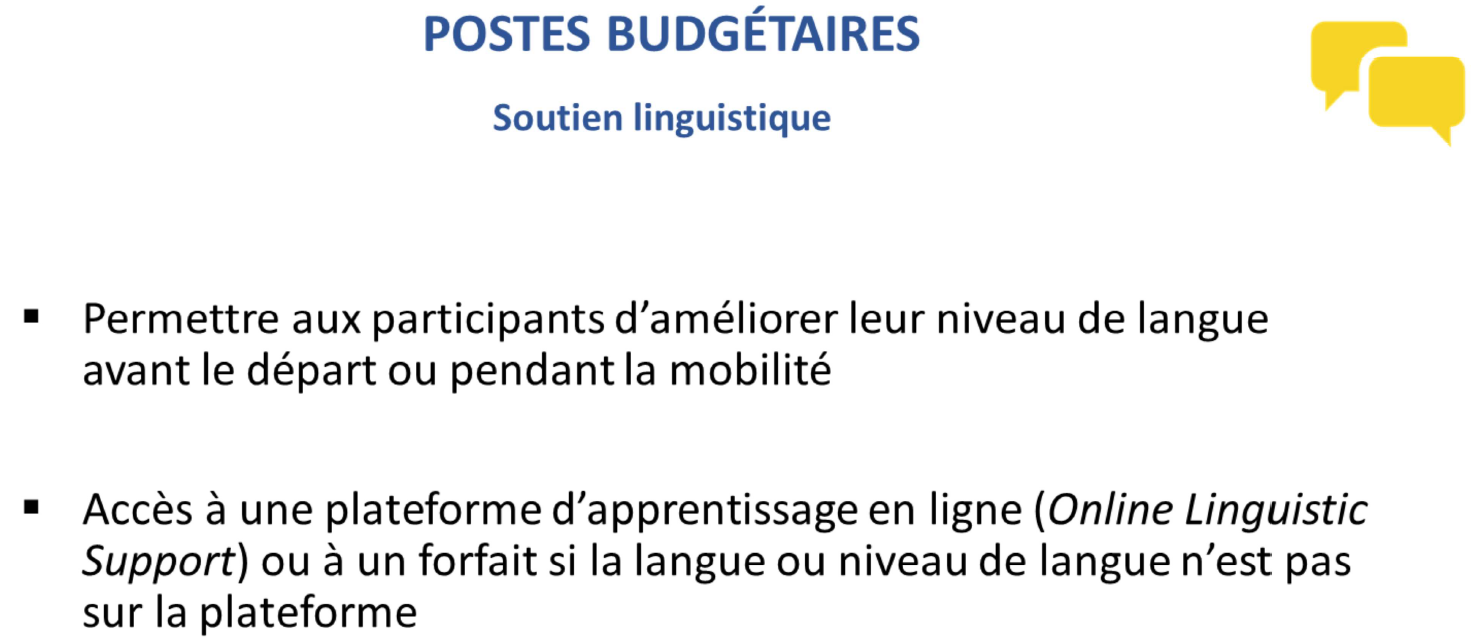 POSTES BUDGÉTAIRES
Soutien linguistique
▪ Permettre aux participants d’améliorer leur niveau de langue
avant le départ ou pendant la mobilité
▪ Accès à une plateforme d’apprentissage en ligne (Online Linguistic
Support) ou à un forfait si la langue ou niveau de langue n’est pas
sur la plateforme